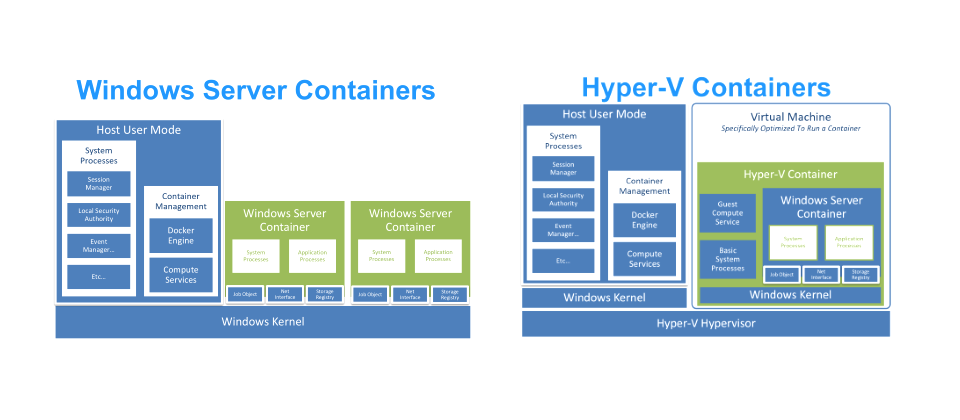 Windows Server Containers
Host User Mode
System
Processes
Session
Manager
Local Security
Authority
Event
Manager...
Etc...
Container
Management
Docker
Engine
Compute
Services
Windows Server
Container
System
Processes
Application
Processes
Job Object
Net
Interface
Storage
Registry
Windows Server
Container
System
Processes
Application
Processes
Job Object
Net
Interface
Storage
Registry
Windows Kernel
Hyper-V Containers
Host User Mode
System
Processes
Session
Manager
Local Security
Authority
Event
Manager...
Etc...
Container
Management
Docker
Engine
Compute
Services
Windows Kernel
Virtual Machine
Specifically Optimized To Run a Container
Hyper-V Container
Guest
Compute
Service
Basic
System
Processes
Windows Server
Container
System
Processes
Application
Processes
Job Object
Net
Interface
Storage
Registry
Windows Kernel
Hyper-V Hypervisor